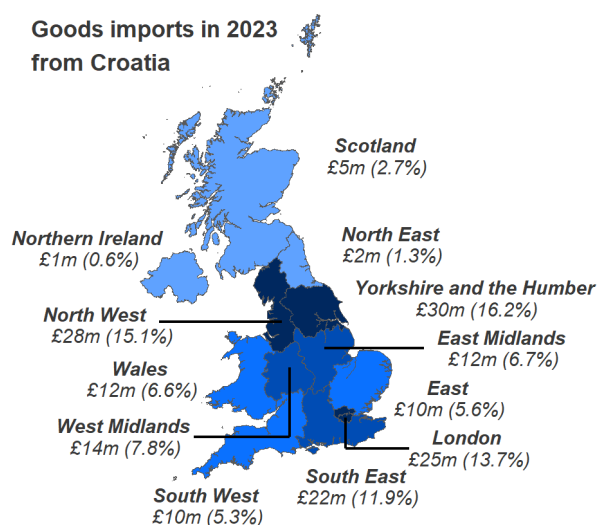 Goods imports in 2023
from Croatia
Scotland
£5m (2.7%)
Northern Ireland
£1m (0.6%)
North East
£2m (1.3%)
Yorkshire and the Humber
£30m (16.2%)
North West
£28m (15.1%)
East Midlands
£12m (6.7%)
Wales
£12m (6.6%)
East
£10m (5.6%)
West Midlands
£14m (7.8%)
London
£25m (13.7%)
South East
£22m (11.9%)
South West
£10m (5.3%)